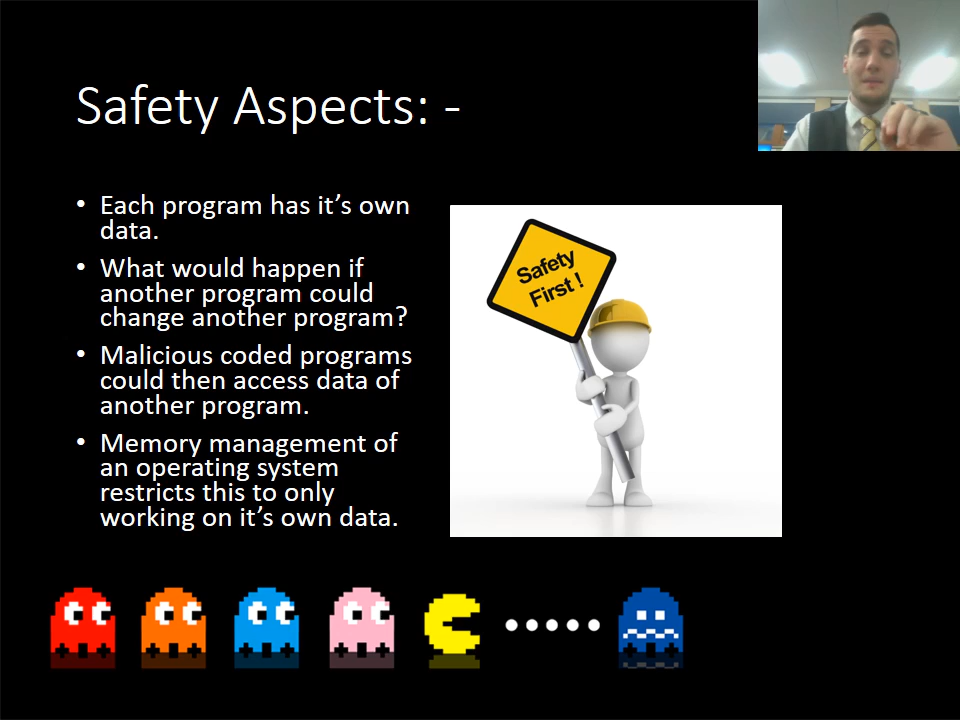 Safety Aspects: -
• Each program has it’s own
data.
• What would happen if
another program could
change another program?
• Malicious coded programs
could then access data of
another program.
• Memory management of
an operating system
restricts this to only
working on it’s own data.
Safety
First !